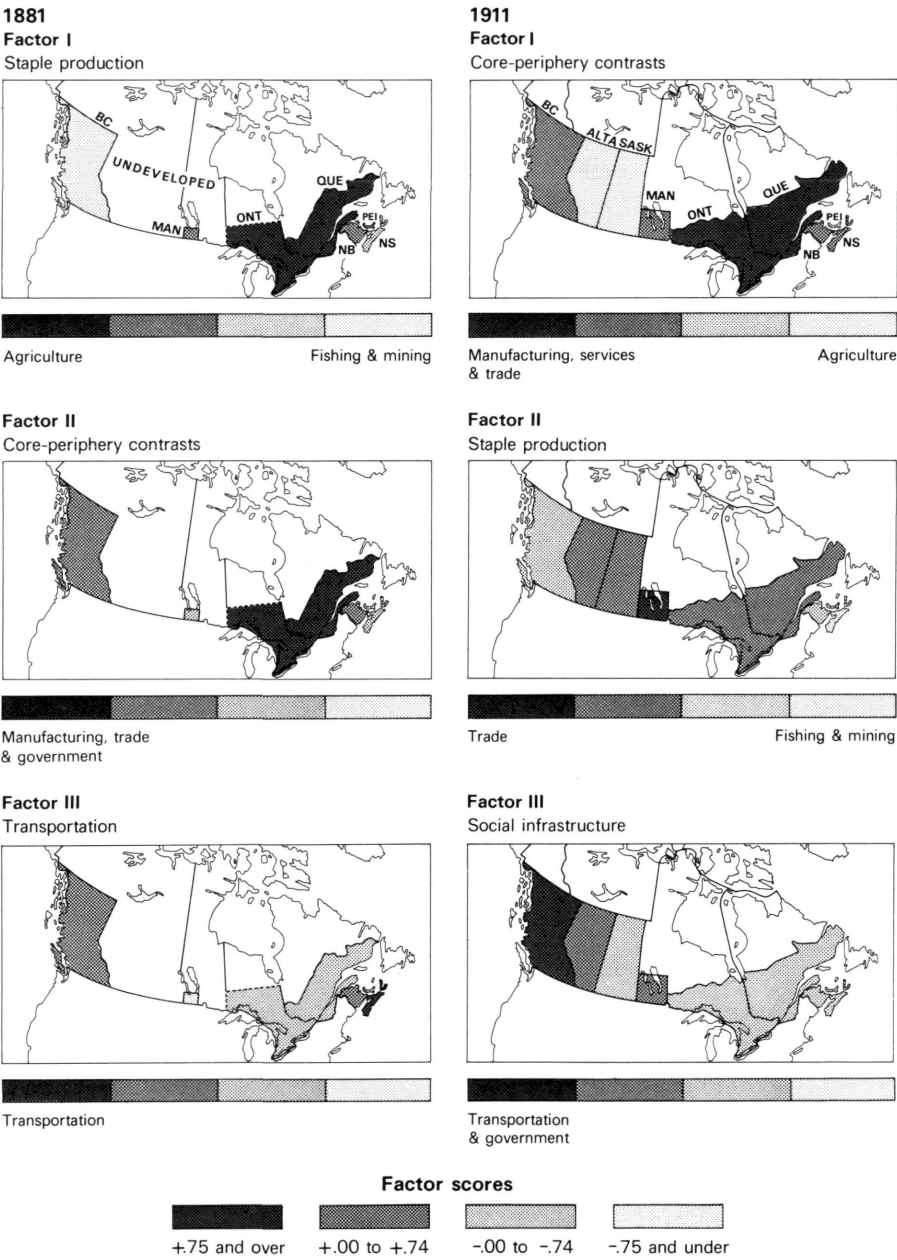 1881
Factor I
Staple production
BC
UNDEVELOPED
MAN
ONT
QUE
PEI
NB
NS
Agriculture
Fishing & mining
1911
Factor I
Core-periphery contrasts
BC
ALTA SASK
MAN
ONT
QUE
PEI
NB
NS
Manufacturing, services
& trade
Agriculture
Factor II
Core-periphery contrasts
Manufacturing, trade
& government
Factor II
Staple production
Trade
Fishing & mining
Factor III
Transportation
Transportation
Factor III
Social infrastructure
Transportation
& government
Factor scores
+.75 and over
+.00 to +.74
-.00 to -.74
-.75 and under